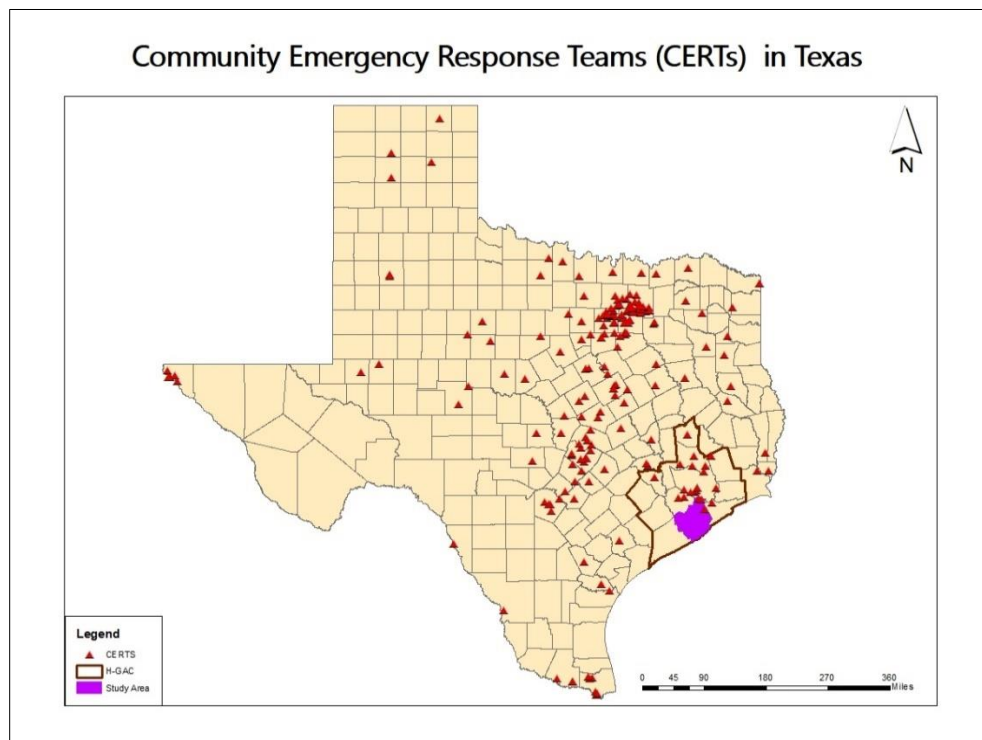 Community Emergency Response Teams (CERTs) in Texas
N
Legend
CERTS
H-GAC
Study Area
0 45 90 180 270 360
Miles